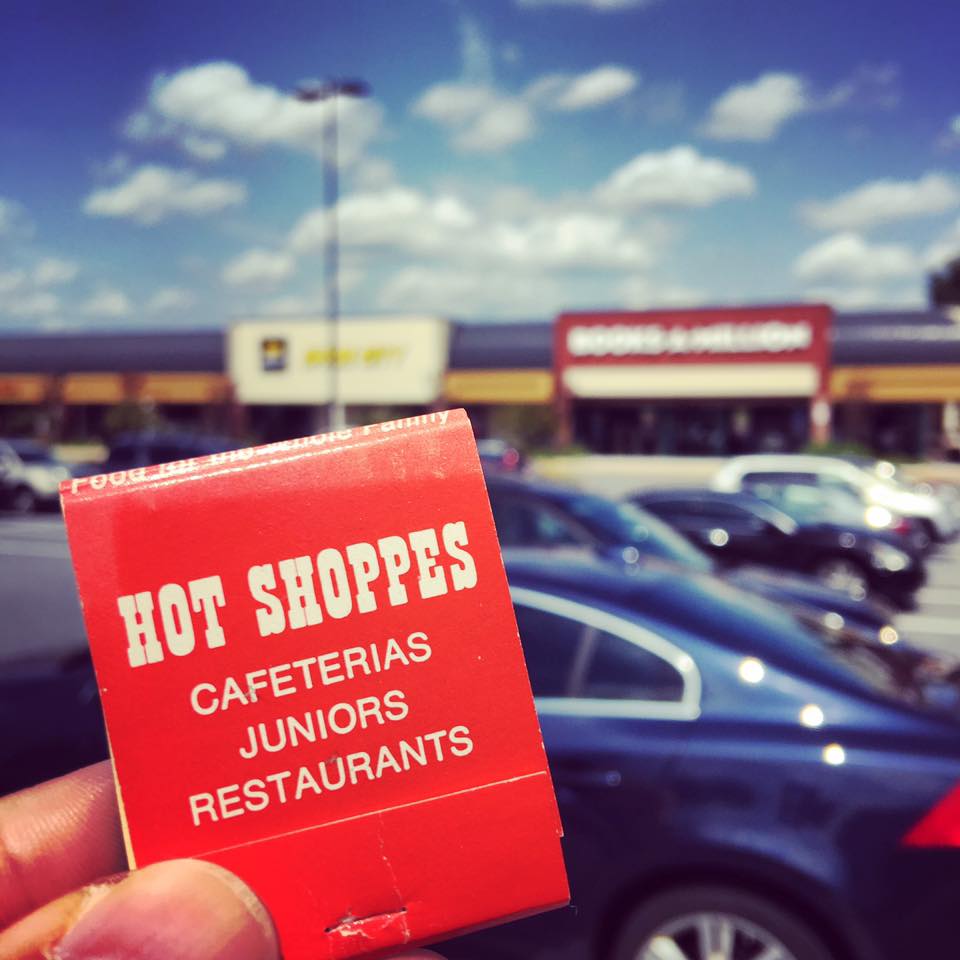 BOOKS-A-MILLION
Food for the Whole Family
HOT SHOPPES
CAFETERIAS
JUNIORS
RESTAURANTS